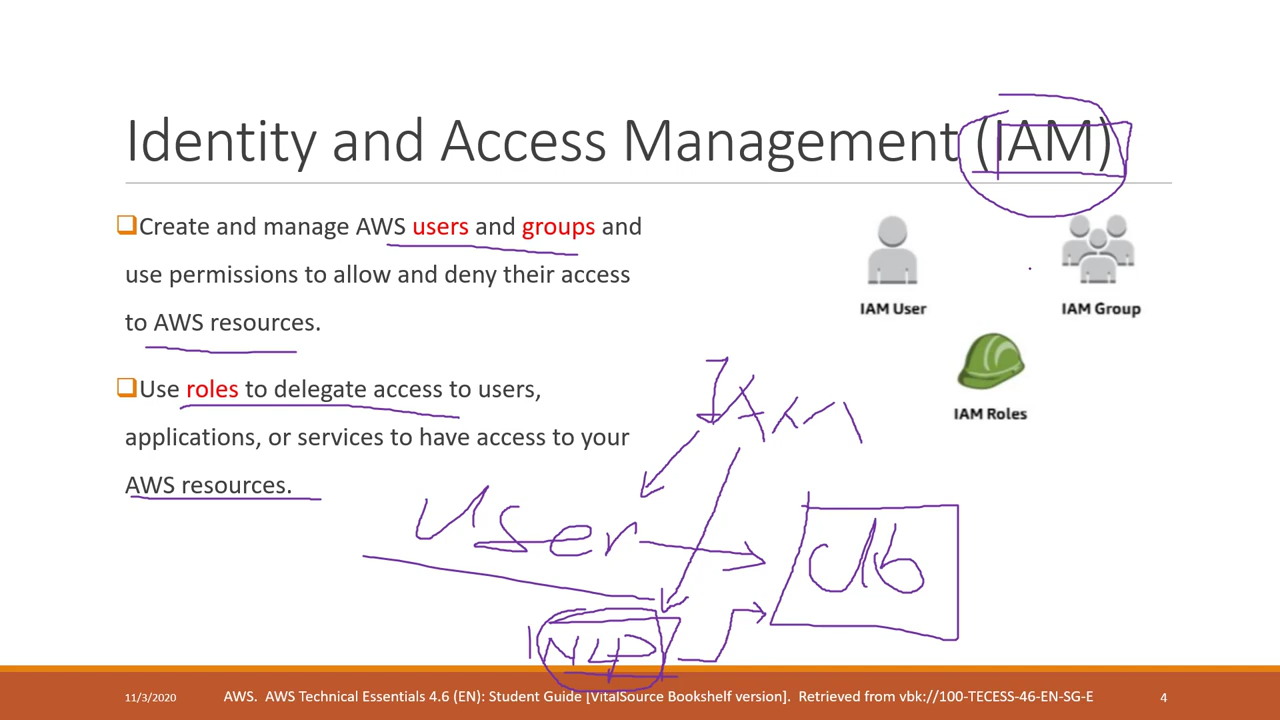 Identity and Access Management (IAM)
Create and manage AWS users and groups and
use permissions to allow and deny their access
to AWS resources.
Use roles to delegate access to users,
applications, or services to have access to your
AWS resources.
IAM User
IAM Group
IAM Roles
IAM
User
db
NLP
11/3/2020
AWS. AWS Technical Essentials 4.6 (EN): Student Guide [VitalSource Bookshelf version]. Retrieved from vbk://100-TECESS-46-EN-SG-E
4